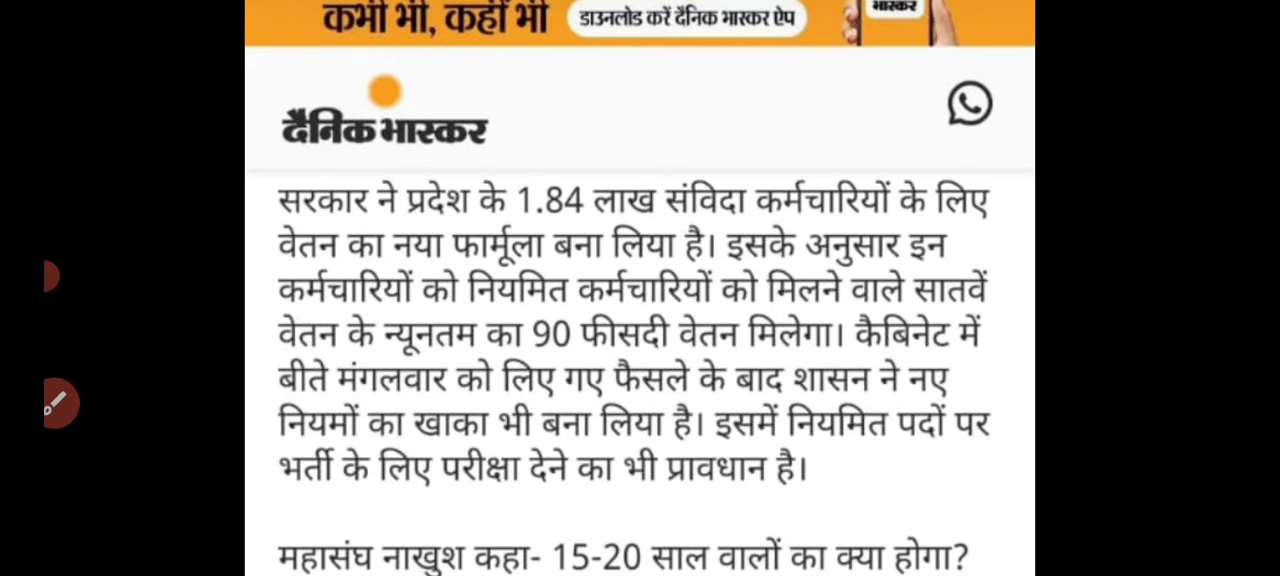 कभी भी, कहीं भी
डाउनलोड करें दैनिक भास्कर ऐप
भास्कर
दैनिक भास्कर
सरकार ने प्रदेश के 1.84 लाख संविदा कर्मचारियों के लिए
वेतन का नया फार्मूला बना लिया है। इसके अनुसार इन
कर्मचारियों को नियमित कर्मचारियों को मिलने वाले सातवें
वेतन के न्यूनतम का 90 फीसदी वेतन मिलेगा। कैबिनेट में
बीते मंगलवार को लिए गए फैसले के बाद शासन ने नए
नियमों का खाका भी बना लिया है। इसमें नियमित पदों पर
भर्ती के लिए परीक्षा देने का भी प्रावधान है।
महासंघ नाखुश कहा- 15-20 साल वालों का क्या होगा?